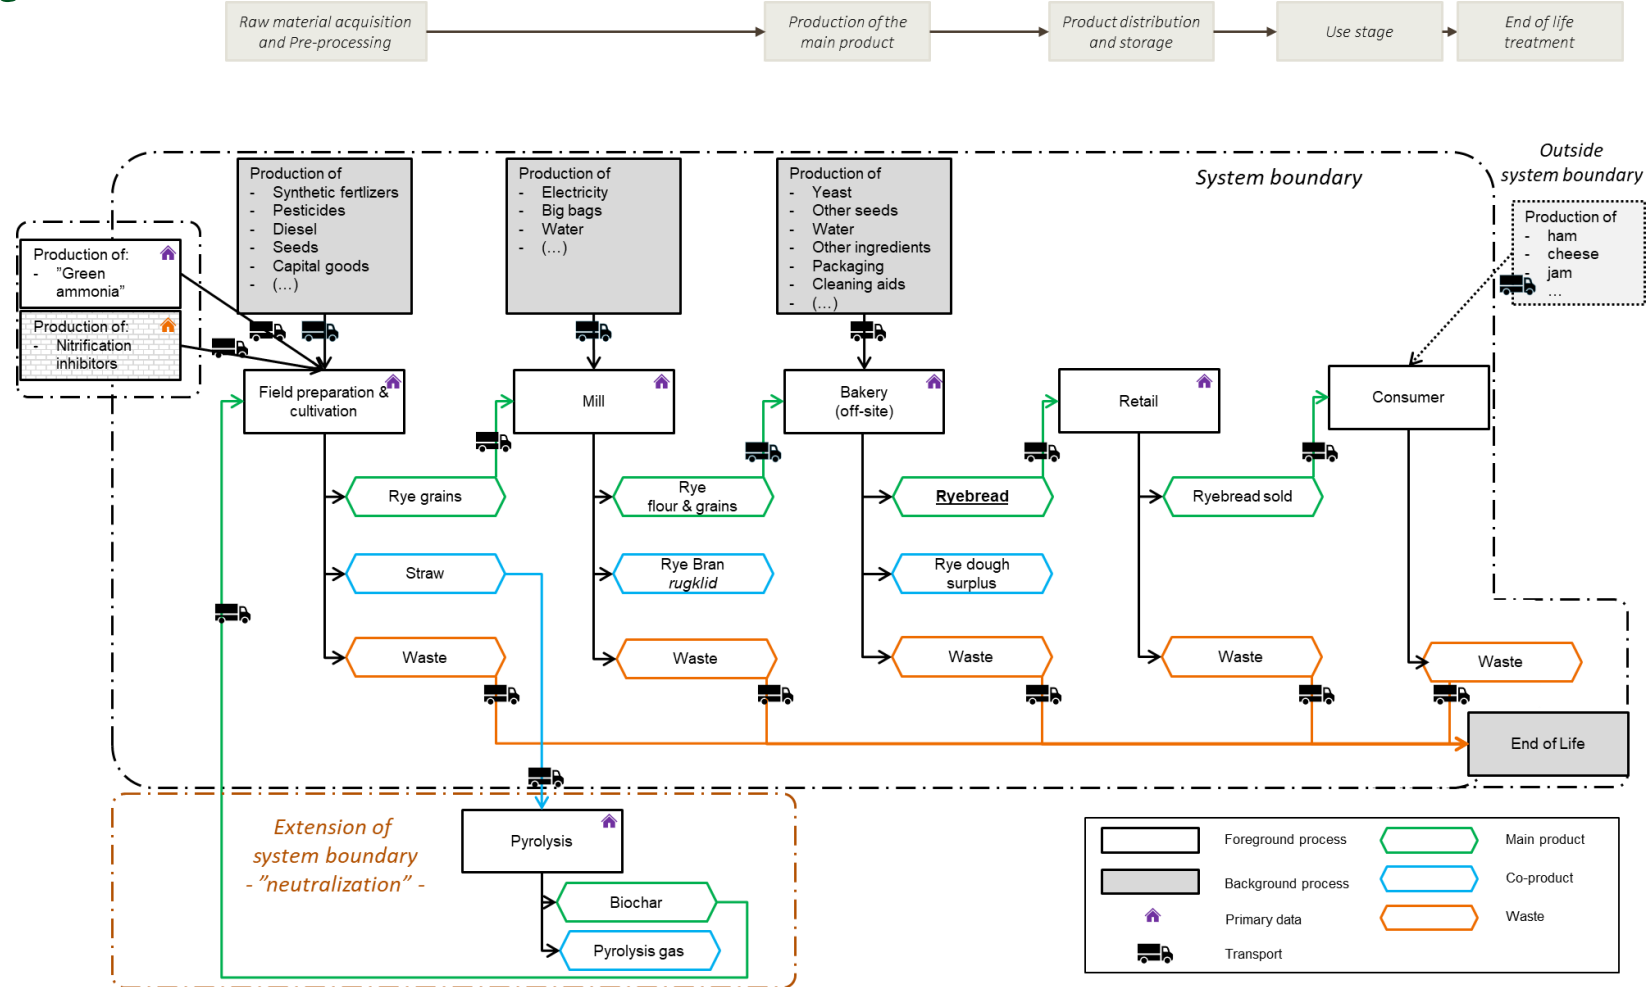 Raw material acquisition
and Pre-processing
Production of the
main product
Product distribution
and storage
Use stage
End of life
treatment
System boundary
Outside
system boundary
Production of
- Synthetic fertlizers
- Pesticides
- Diesel
- Seeds
- Capital goods
- (…)
Production of
- Electricity
- Big bags
- Water
- (…)
Production of
- Yeast
- Other seeds
- Water
- Other ingredients
- Packaging
- Cleaning aids
- (…)
Production of
- ham
- cheese
- jam
...
Production of:
- ”Green
ammonia”
Production of:
- Nitrification
inhibitors
Field preparation &
cultivation
Mill
Bakery
(off-site)
Retail
Consumer
Rye grains
Rye
flour & grains
Ryebread
Ryebread sold
Straw
Rye Bran
rugklid
Rye dough
surplus
Waste
Waste
Waste
Waste
Waste
End of Life
Extension of
system boundary
- ”neutralization” -
Pyrolysis
Biochar
Pyrolysis gas
Foreground process
Main product
Background process
Co-product
Primary data
Waste
Transport